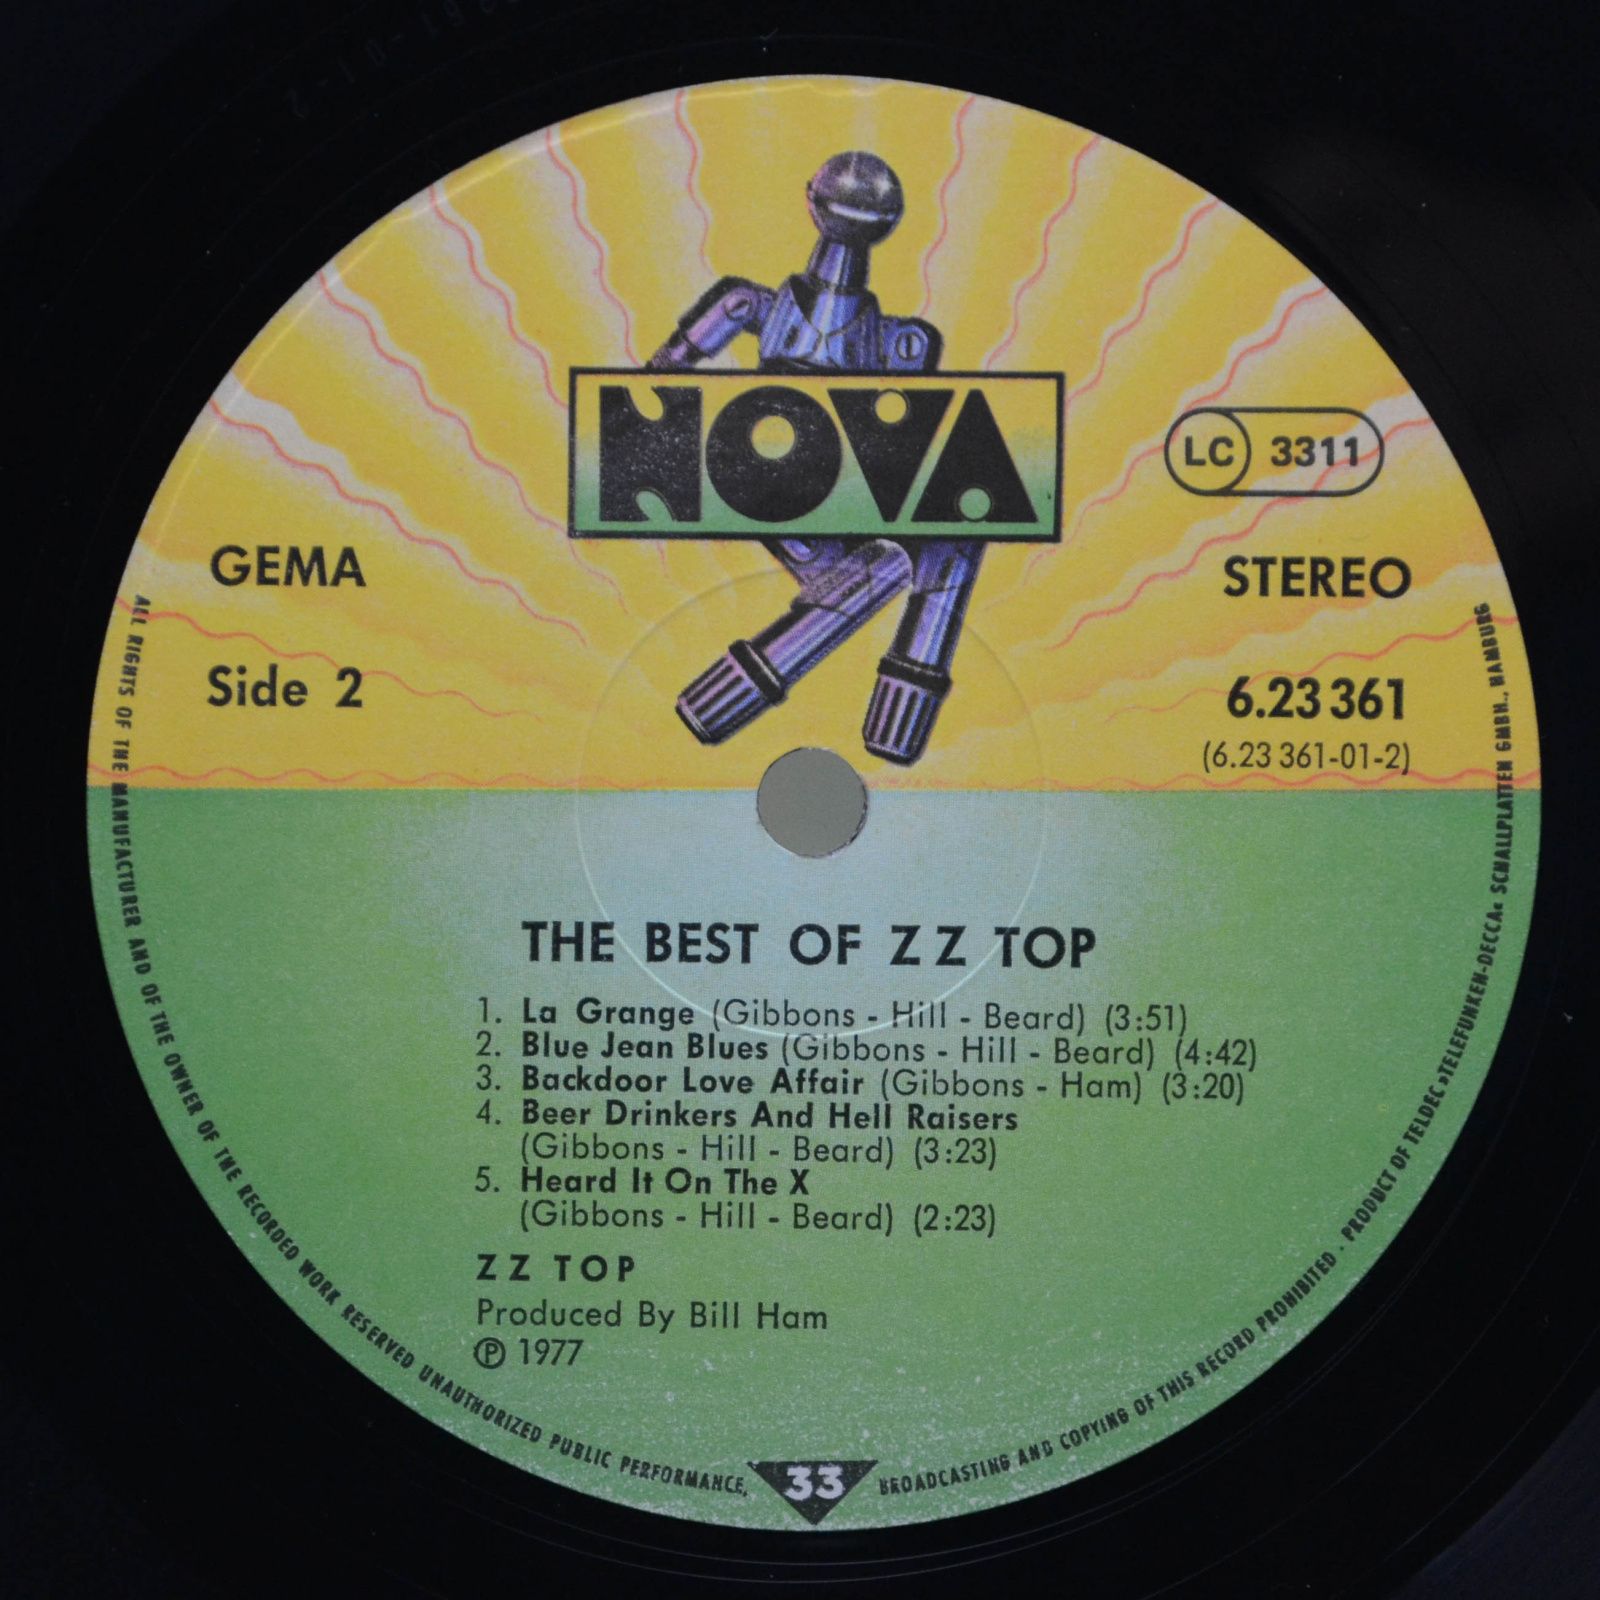 NOVA
LC 3311
GEMA
STEREO
Side 2
6.23 361
(6.23 361-01-2)
THE BEST OF ZZ TOP
1. La Grange (Gibbons - Hill - Beard) (3:51)
2. Blue Jean Blues (Gibbons - Hill - Beard) (4:42)
3. Backdoor Love Affair (Gibbons - Ham) (3:20)
4. Beer Drinkers And Hell Raisers
(Gibbons - Hill - Beard) (3:23)
5. Heard It On The X
(Gibbons - Hill - Beard) (2:23)
ZZ TOP
Produced By Bill Ham
℗ 1977
ALL RIGHTS OF THE MANUFACTURER AND OF THE OWNER OF THE RECORDED WORK RESERVED UNAUTHORIZED PUBLIC PERFORMANCE, 33 BROADCASTING AND COPYING OF THIS RECORD PROHIBITED · PRODUCT OF TELDEC »TELEFUNKEN-DECCA« SCHALLPLATTEN GMBH., HAMBURG